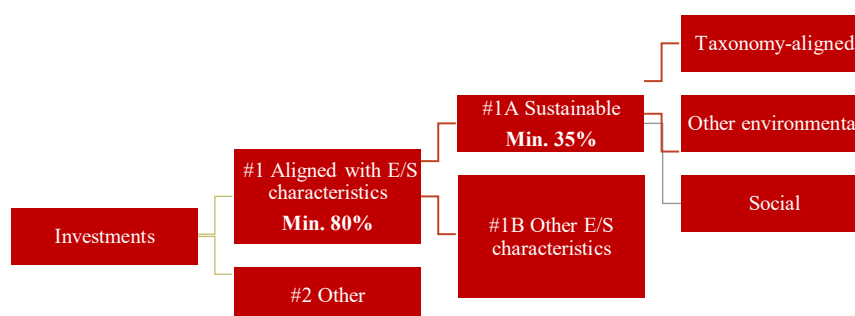 Taxonomy-aligned
#1A Sustainable
Min. 35%
Other environmenta
#1 Aligned with E/S
characteristics
Min. 80%
Social
#1B Other E/S
characteristics
Investments
#2 Other